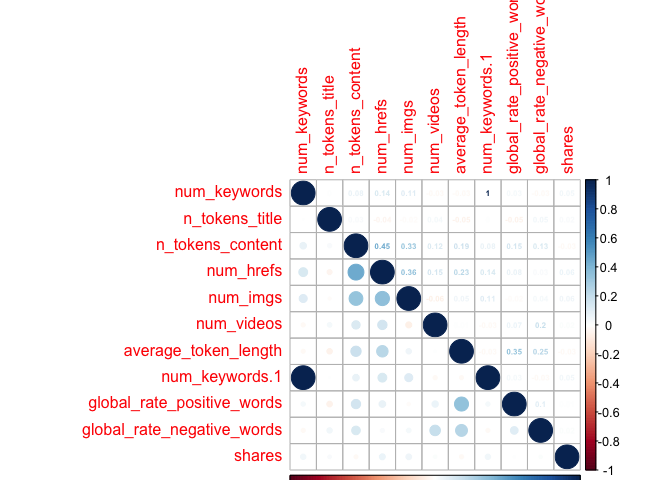 num_keywords
n_tokens_title
n_tokens_content
num_hrefs
num_imgs
num_videos
average_token_length
num_keywords.1
global_rate_positive_wor
global_rate_negative_wo
shares
num_keywords 0.14 0.11 1
n_tokens_title
n_tokens_content 0.45 0.33 0.12 0.19 0.15 0.13
num_hrefs 0.36 0.15 0.23 0.14
num_imgs 0.11
num_videos 0.2
average_token_length 0.35 0.25
num_keywords.1
global_rate_positive_words 0.1
global_rate_negative_words
shares
1
0.8
0.6
0.4
0.2
0
-0.2
-0.4
-0.6
-0.8
-1